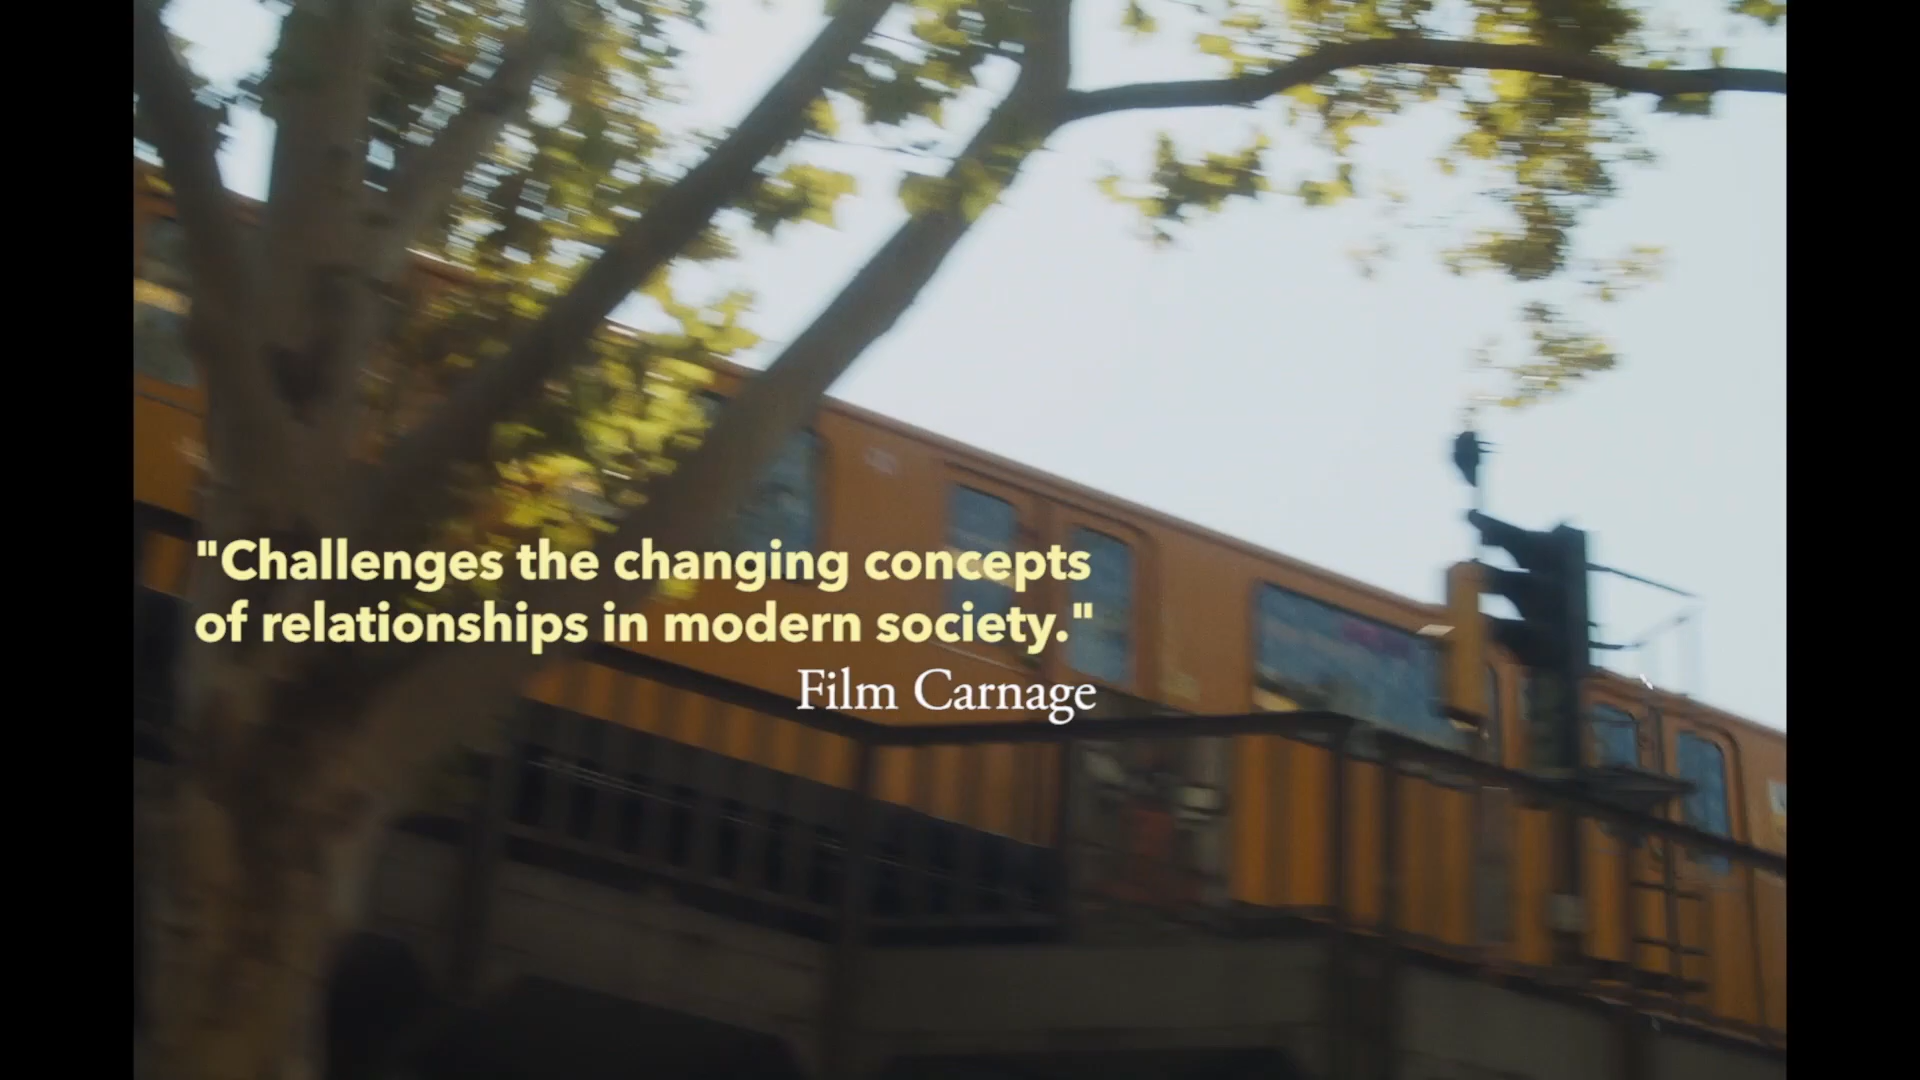 "Challenges the changing concepts
of relationships in modern society."
Film Carnage